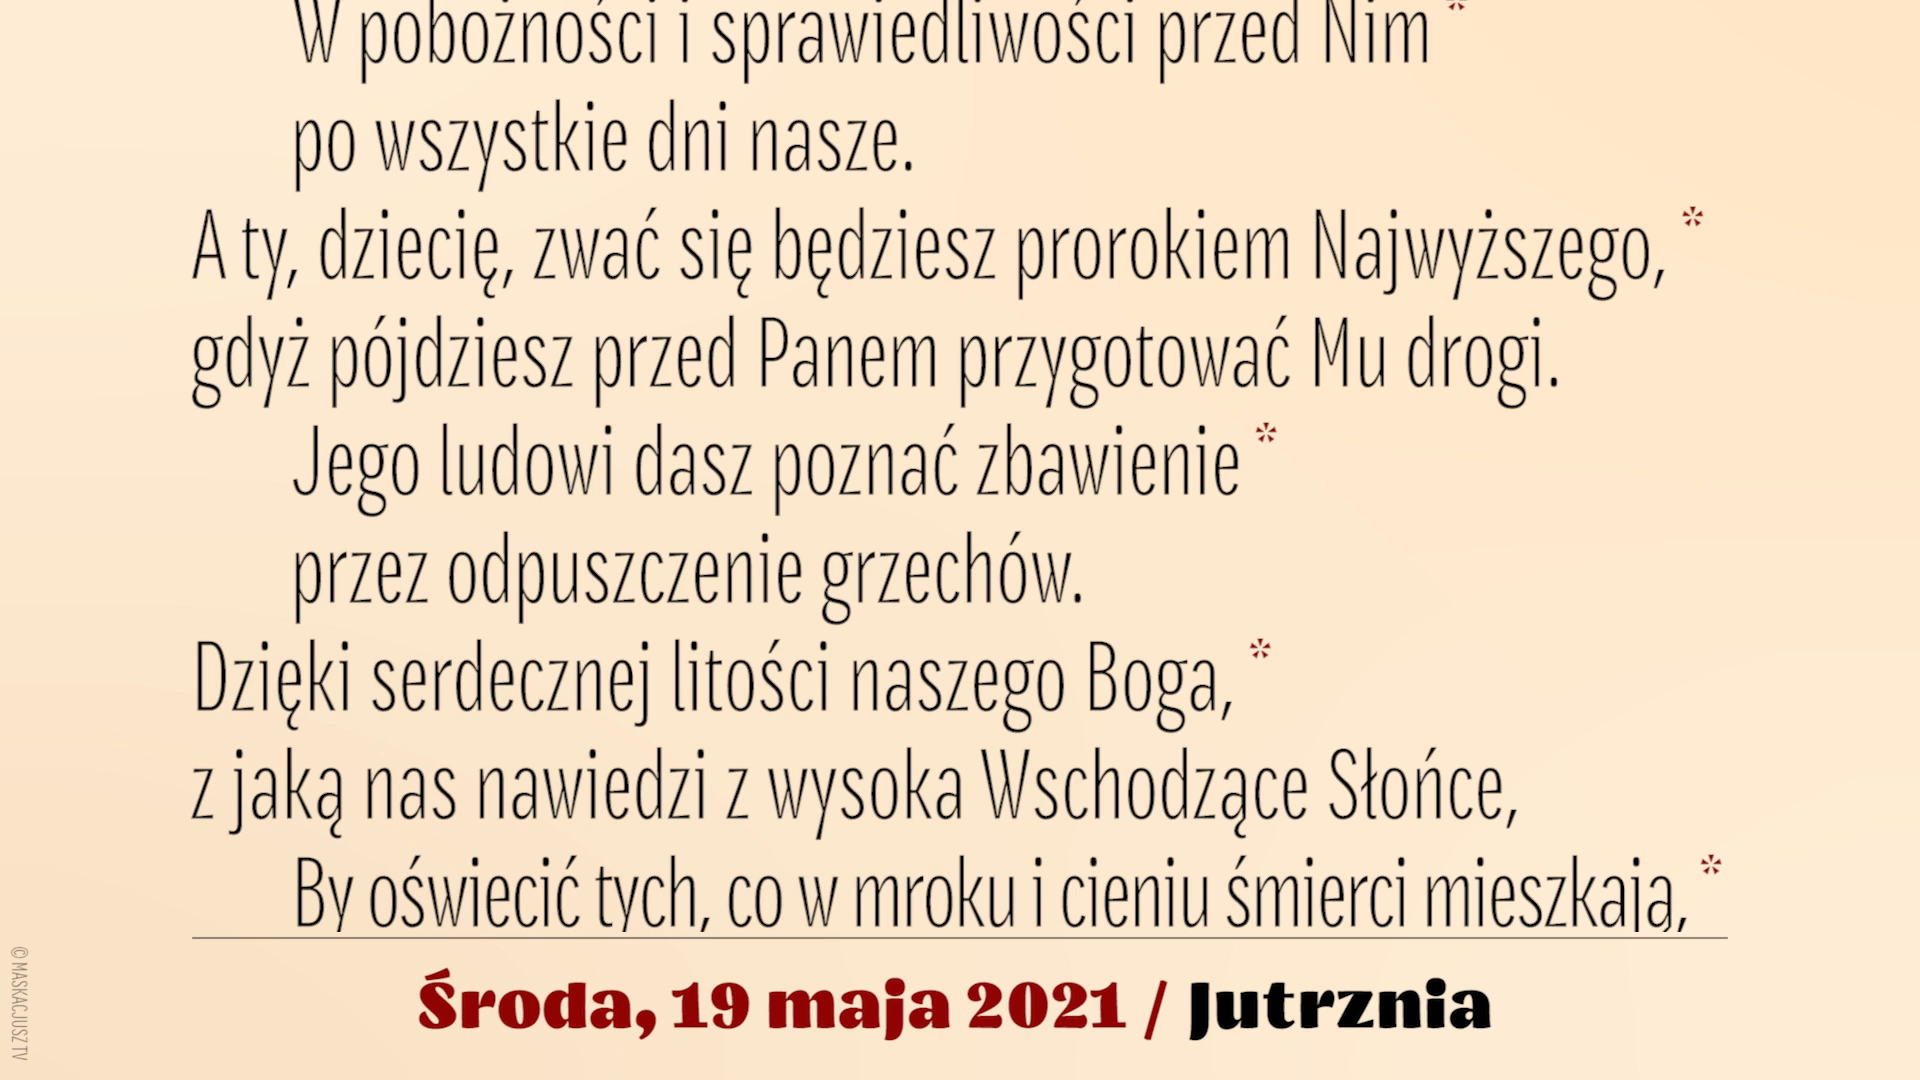 W pobożności i sprawiedliwości przed Nim *
po wszystkie dni nasze.
A ty, dziecię, zwać się będziesz prorokiem Najwyższego, *
gdyż pójdziesz przed Panem przygotować Mu drogi.
Jego ludowi dasz poznać zbawienie *
przez odpuszczenie grzechów.
Dzięki serdecznej litości naszego Boga, *
z jaką nas nawiedzi z wysoka Wschodzące Słońce,
By oświecić tych, co w mroku i cieniu śmierci mieszkają, *
Środa, 19 maja 2021 / Jutrznia
© MASKACJUSZ TV